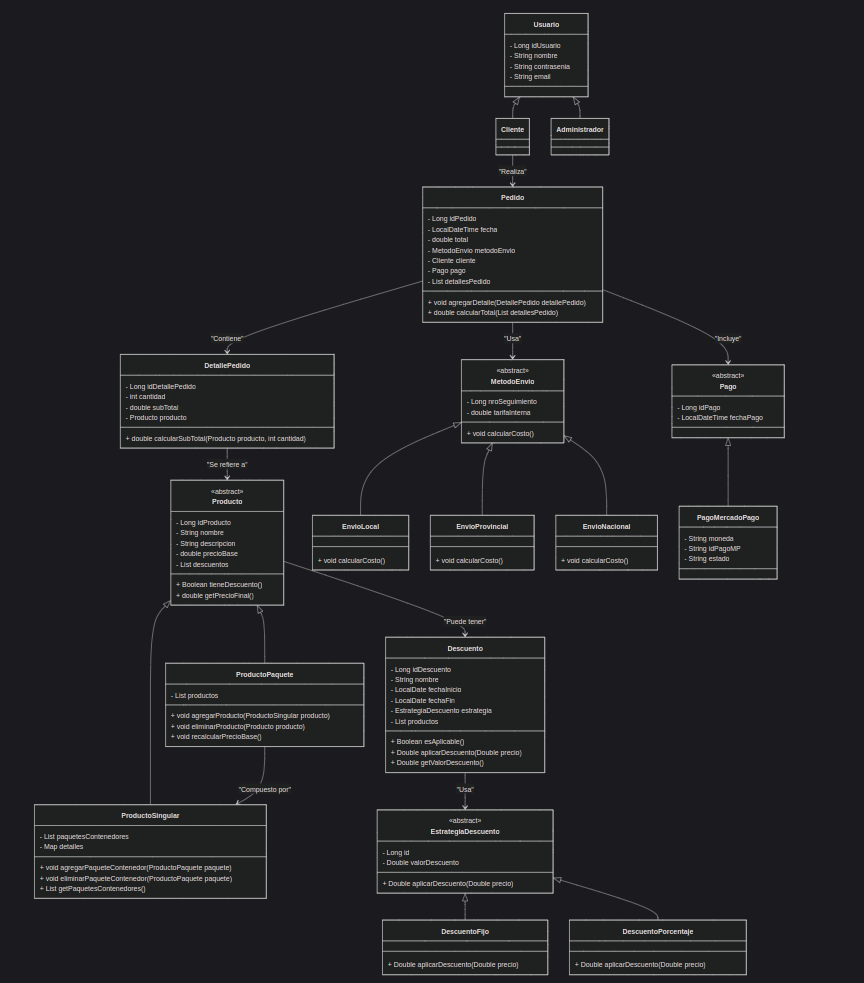 Usuario
- Long idUsuario
- String nombre
- String contrasenia
- String email
Cliente
Administrador
"Realiza"
Pedido
- Long idPedido
- LocalDateTime fecha
- double total
- MetodoEnvio metodoEnvio
- Cliente cliente
- Pago pago
- List detallesPedido
+ void agregarDetalle(DetallePedido detallePedido)
+ double calcularTotal(List detallesPedido)
"Contiene"
"Usa"
"Incluye"
DetallePedido
- Long idDetallePedido
- int cantidad
- double subTotal
- Producto producto
+ double calcularSubTotal(Producto producto, int cantidad)
«abstract»
MetodoEnvio
- Long nroSeguimiento
- double tarifaInterna
+ void calcularCosto()
«abstract»
Pago
- Long idPago
- LocalDateTime fechaPago
"Se refiere a"
«abstract»
Producto
- Long idProducto
- String nombre
- String descripcion
- double precioBase
- List descuentos
+ Boolean tieneDescuento()
+ double getPrecioFinal()
EnvioLocal
+ void calcularCosto()
EnvioProvincial
+ void calcularCosto()
EnvioNacional
+ void calcularCosto()
PagoMercadoPago
- String moneda
- String idPagoMP
- String estado
"Puede tener"
ProductoPaquete
- List productos
+ void agregarProducto(ProductoSingular producto)
+ void eliminarProducto(Producto producto)
+ void recalcularPrecioBase()
Descuento
- Long idDescuento
- String nombre
- LocalDate fechaInicio
- LocalDate fechaFin
- EstrategiaDescuento estrategia
- List productos
+ Boolean esAplicable()
+ Double aplicarDescuento(Double precio)
+ Double getValorDescuento()
"Compuesto por"
"Usa"
ProductoSingular
- List paquetesContenedores
- Map detalles
+ void agregarPaqueteContenedor(ProductoPaquete paquete)
+ void eliminarPaqueteContenedor(ProductoPaquete paquete)
+ List getPaquetesContenedores()
«abstract»
EstrategiaDescuento
- Long id
- Double valorDescuento
+ Double aplicarDescuento(Double precio)
DescuentoFijo
+ Double aplicarDescuento(Double precio)
DescuentoPorcentaje
+ Double aplicarDescuento(Double precio)